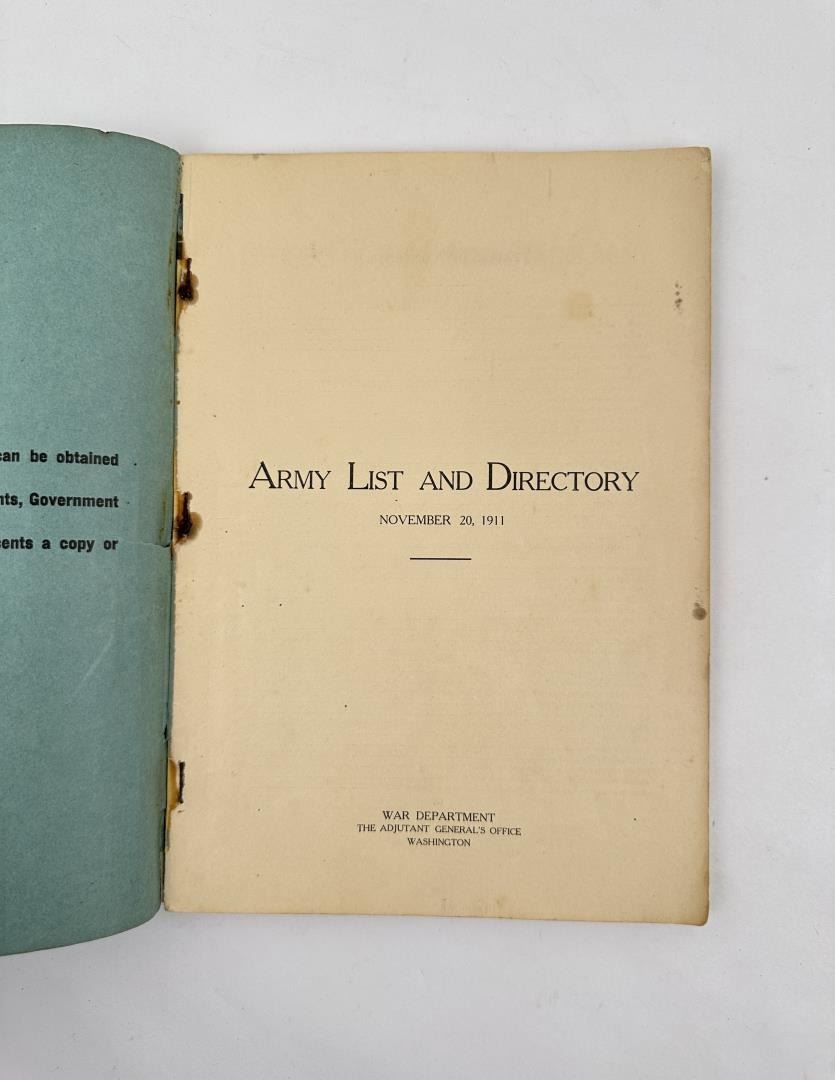 can be obtained
nts, Government
cents a copy or
ARMY LIST AND DIRECTORY
NOVEMBER 20, 1911
WAR DEPARTMENT
THE ADJUTANT GENERAL'S OFFICE
WASHINGTON